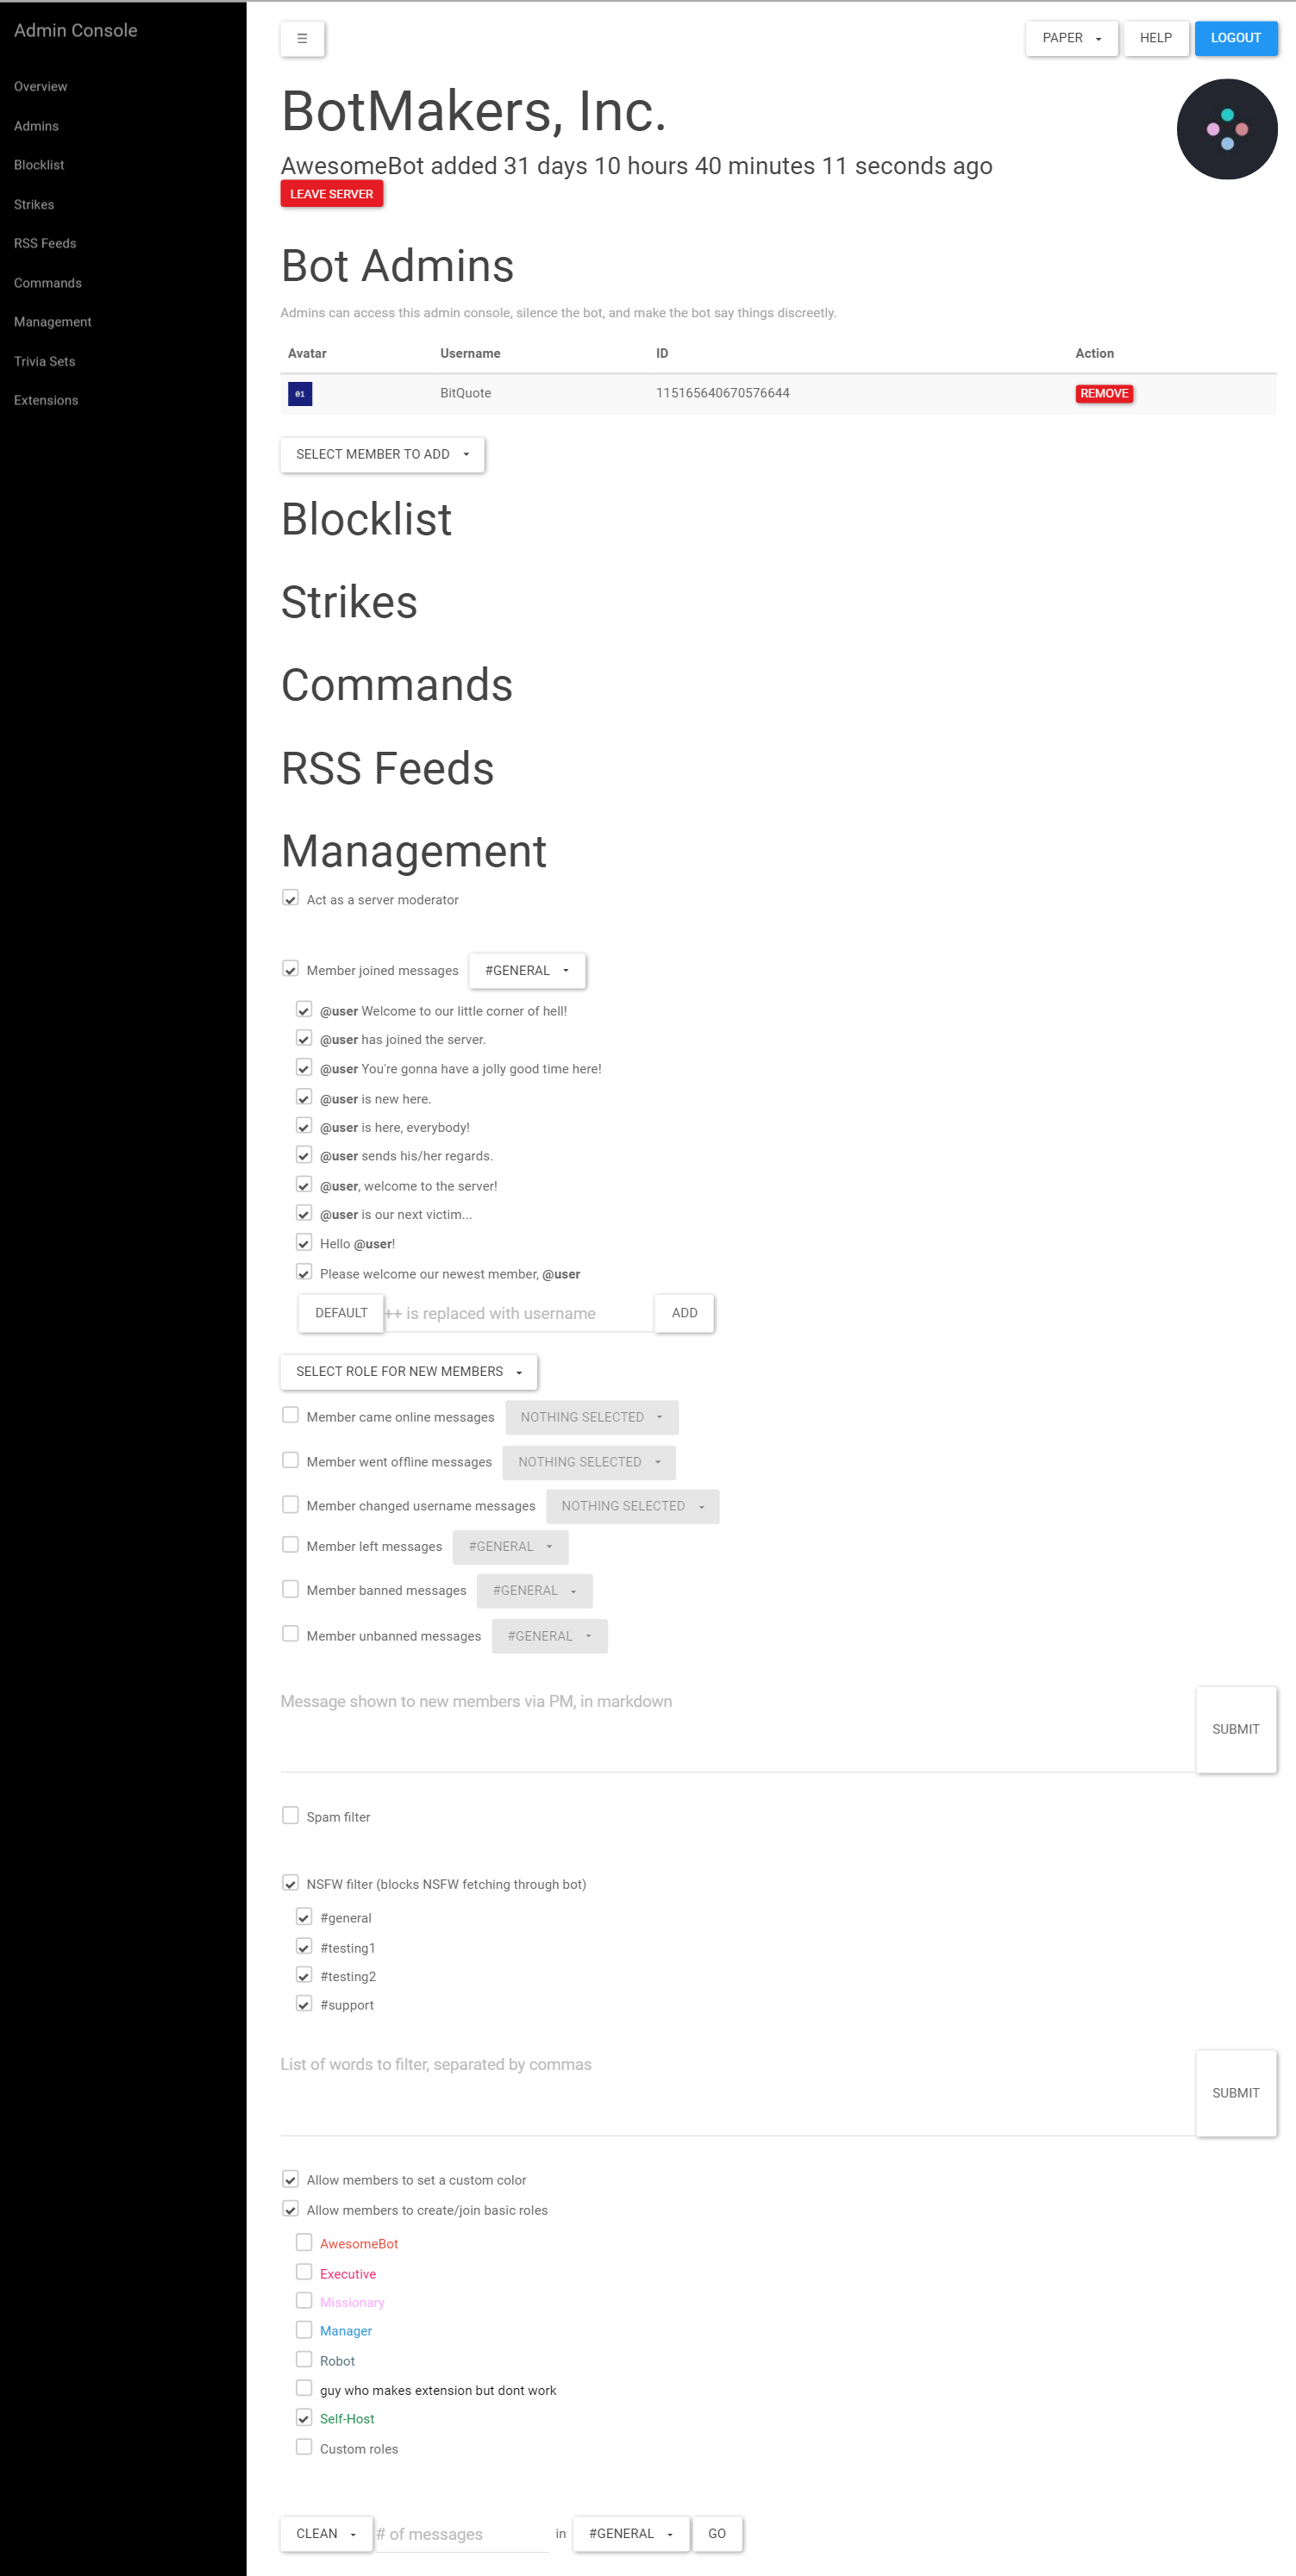 Admin Console
Overview
Admins
Blocklist
Strikes
RSS Feeds
Commands
Management
Trivia Sets
Extensions
☰
PAPER
HELP
LOGOUT
BotMakers, Inc.
AwesomeBot added 31 days 10 hours 40 minutes 11 seconds ago
LEAVE SERVER
Bot Admins
Admins can access this admin console, silence the bot, and make the bot say things discreetly.
Avatar Username ID Action
01 BitQuote 115165640670576644 REMOVE
SELECT MEMBER TO ADD
Blocklist
Strikes
Commands
RSS Feeds
Management
Act as a server moderator
Member joined messages #GENERAL
@user Welcome to our little corner of hell!
@user has joined the server.
@user You're gonna have a jolly good time here!
@user is new here.
@user is here, everybody!
@user sends his/her regards.
@user, welcome to the server!
@user is our next victim...
Hello @user!
Please welcome our newest member, @user
DEFAULT ++ is replaced with username ADD
SELECT ROLE FOR NEW MEMBERS
Member came online messages NOTHING SELECTED
Member went offline messages NOTHING SELECTED
Member changed username messages NOTHING SELECTED
Member left messages #GENERAL
Member banned messages #GENERAL
Member unbanned messages #GENERAL
Message shown to new members via PM, in markdown
SUBMIT
Spam filter
NSFW filter (blocks NSFW fetching through bot)
#general
#testing1
#testing2
#support
List of words to filter, separated by commas
SUBMIT
Allow members to set a custom color
Allow members to create/join basic roles
AwesomeBot
Executive
Missionary
Manager
Robot
guy who makes extension but dont work
Self-Host
Custom roles
CLEAN # of messages in #GENERAL GO